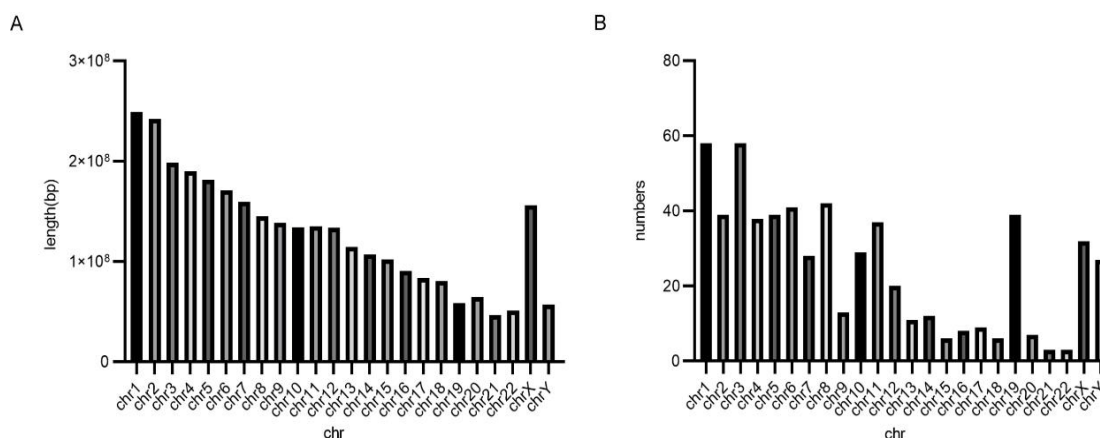 A
3×10⁸
2×10⁸
1×10⁸
0
length(bp)
chr1
chr2
chr3
chr4
chr5
chr6
chr7
chr8
chr9
chr10
chr11
chr12
chr13
chr14
chr15
chr16
chr17
chr18
chr19
chr20
chr21
chr22
chrX
chrY
chr
B
80
60
40
20
0
numbers
chr1
chr2
chr3
chr4
chr5
chr6
chr7
chr8
chr9
chr10
chr11
chr12
chr13
chr14
chr15
chr16
chr17
chr18
chr19
chr20
chr21
chr22
chrX
chrY
chr